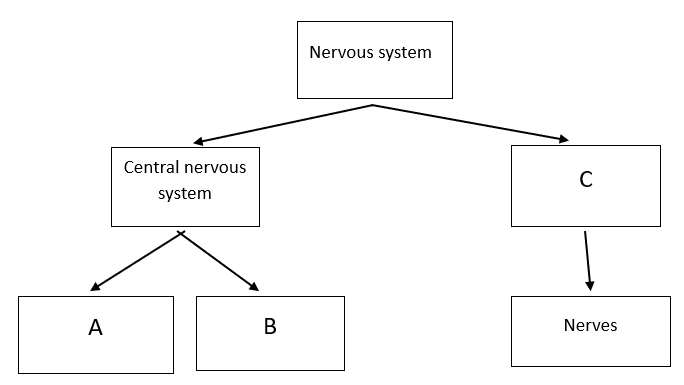 Nervous system
Central nervous
system
C
A
B
Nerves